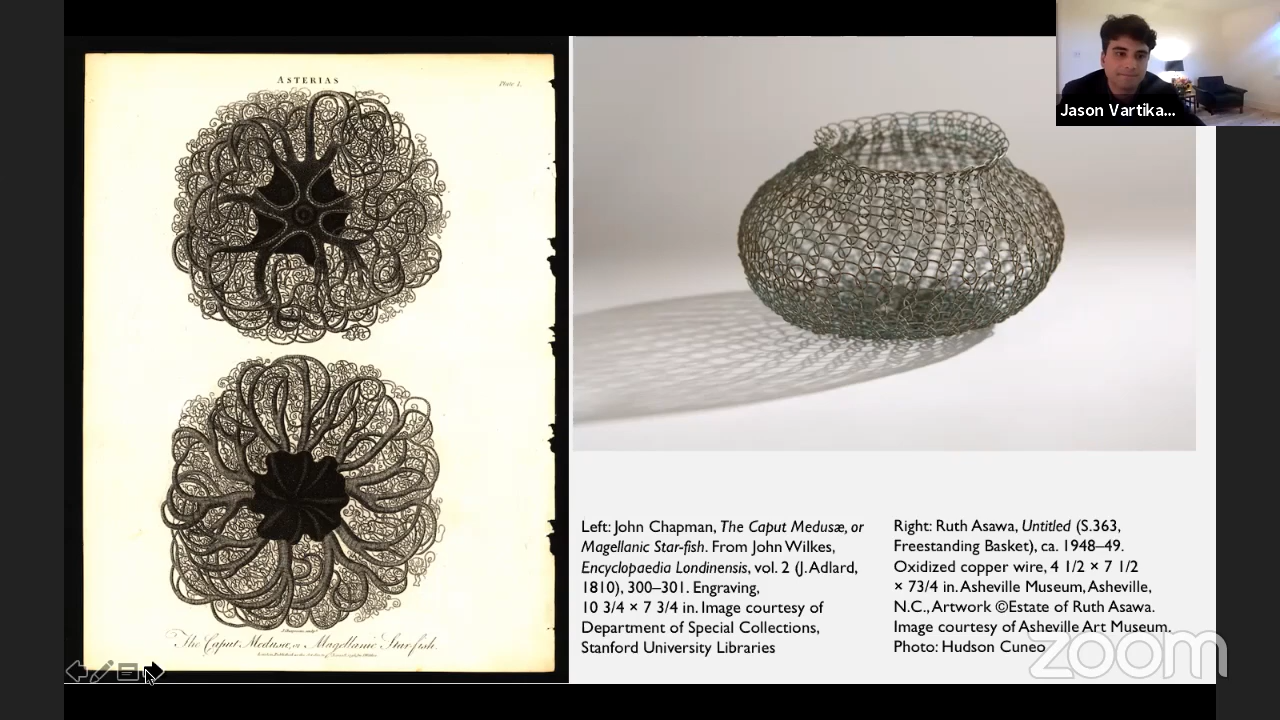 Jason Vartika...
ASTERIAS
Plate I.
The Caput Medusæ, or Magellanic Star-fish.
Left: John Chapman, The Caput Medusæ, or
Magellanic Star-fish. From John Wilkes,
Encyclopaedia Londinensis, vol. 2 (J. Adlard,
1810), 300–301. Engraving,
10 3/4 × 7 3/4 in. Image courtesy of
Department of Special Collections,
Stanford University Libraries
Right: Ruth Asawa, Untitled (S.363,
Freestanding Basket), ca. 1948–49.
Oxidized copper wire, 4 1/2 × 7 1/2
× 73/4 in. Asheville Museum, Asheville,
N.C., Artwork ©Estate of Ruth Asawa.
Image courtesy of Asheville Art Museum.
Photo: Hudson Cuneo
zoom